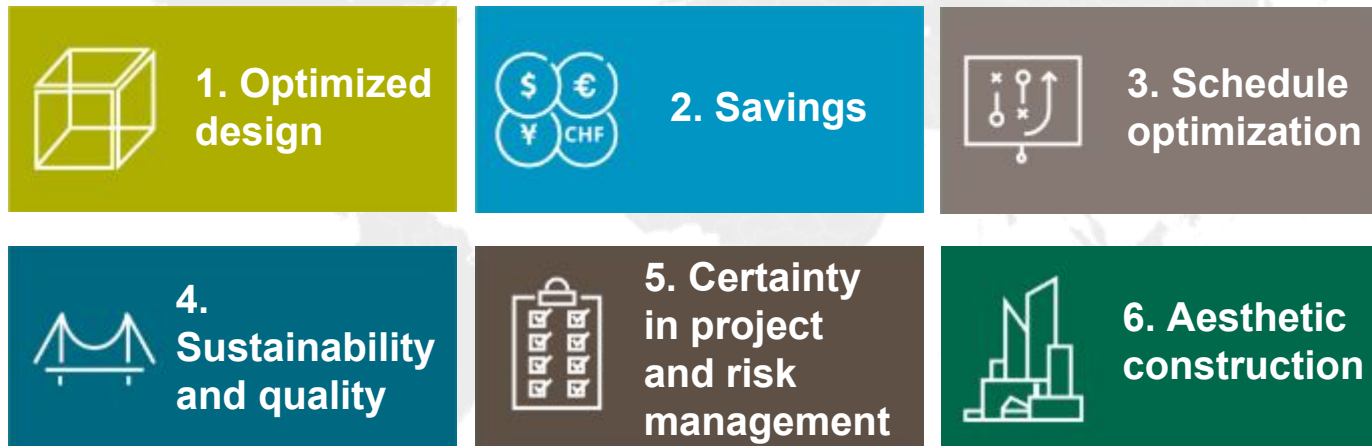 1. Optimized
design
$ €
¥ CHF
2. Savings
3. Schedule
optimization
4.
Sustainability
and quality
5. Certainty
in project
and risk
management
6. Aesthetic
construction